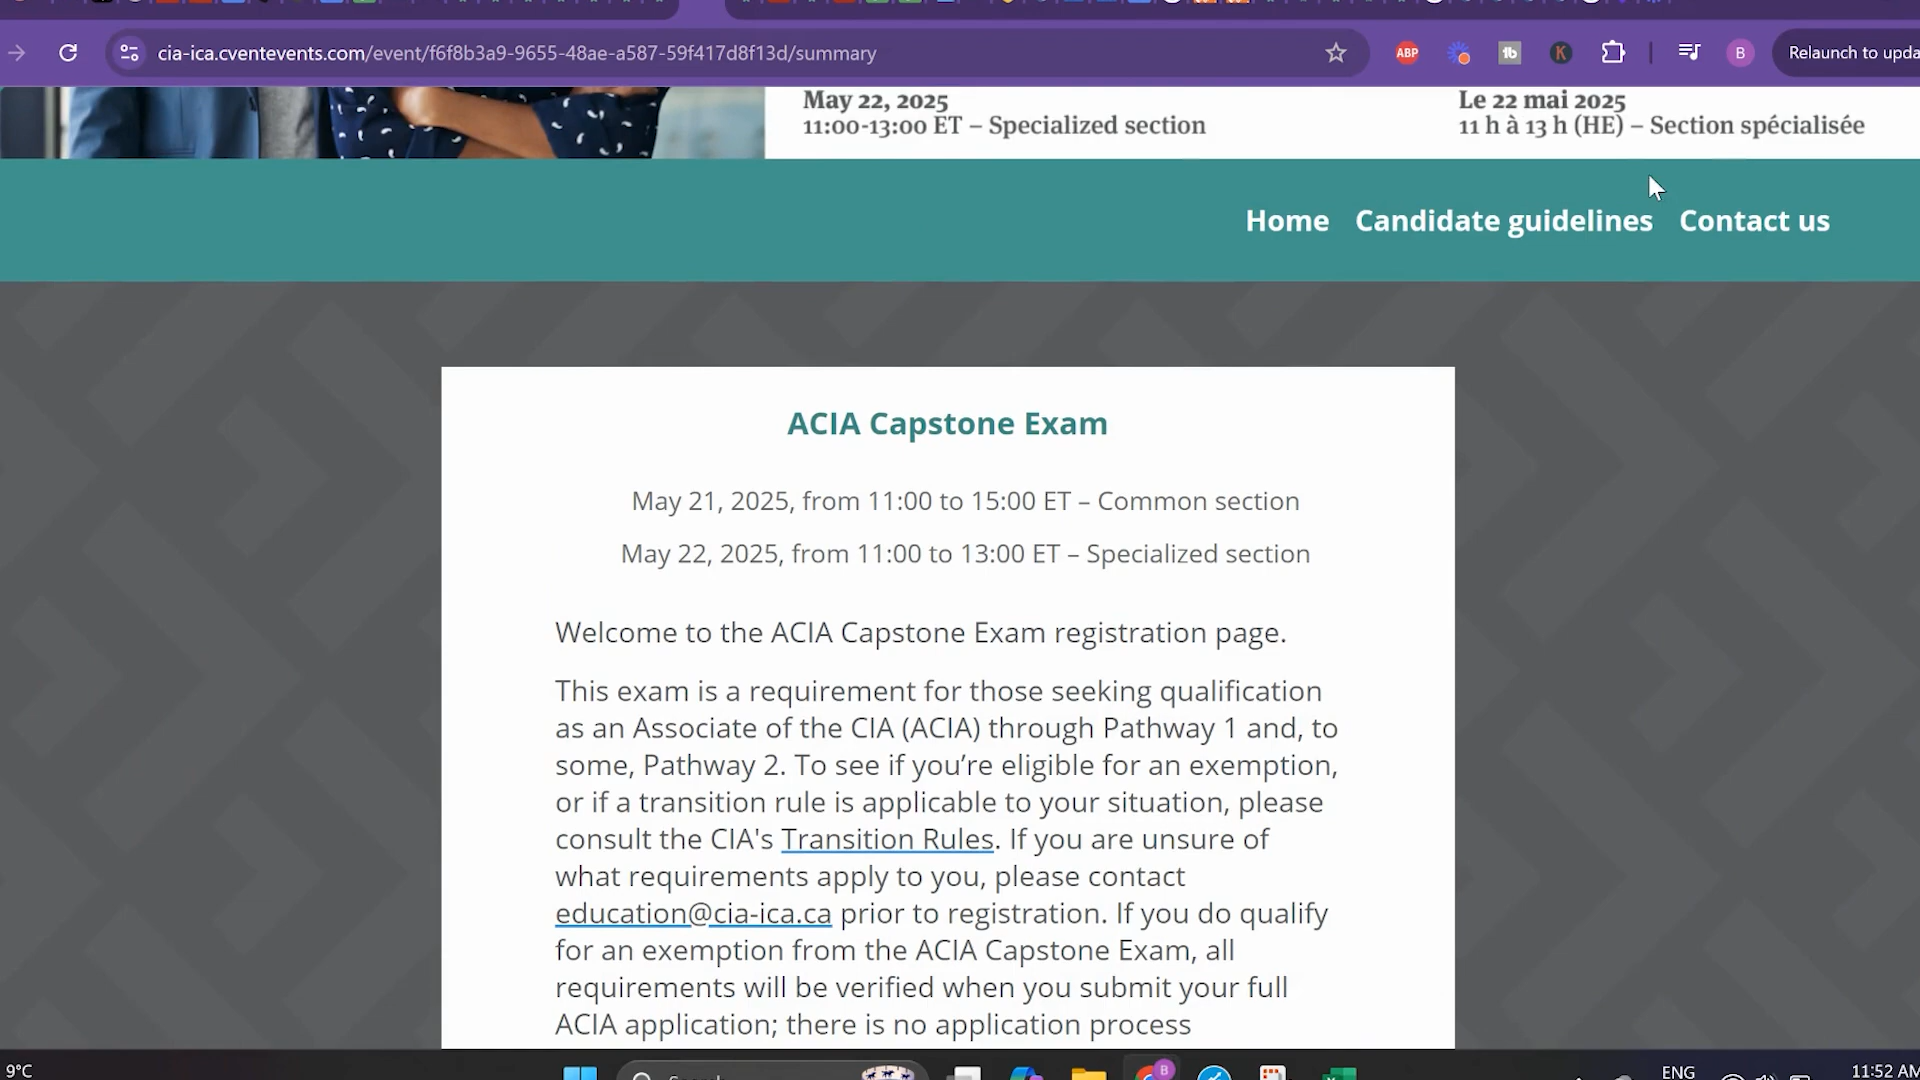 cia-ica.cventevents.com/event/f6f8b3a9-9655-48ae-a587-59f417d8f13d/summary
ABP
tb
K
B
Relaunch to upda
May 22, 2025
11:00-13:00 ET – Specialized section
Le 22 mai 2025
11 h à 13 h (HE) – Section spécialisée
Home Candidate guidelines Contact us
ACIA Capstone Exam
May 21, 2025, from 11:00 to 15:00 ET – Common section
May 22, 2025, from 11:00 to 13:00 ET – Specialized section
Welcome to the ACIA Capstone Exam registration page.
This exam is a requirement for those seeking qualification
as an Associate of the CIA (ACIA) through Pathway 1 and, to
some, Pathway 2. To see if you’re eligible for an exemption,
or if a transition rule is applicable to your situation, please
consult the CIA's Transition Rules. If you are unsure of
what requirements apply to you, please contact
education@cia-ica.ca prior to registration. If you do qualify
for an exemption from the ACIA Capstone Exam, all
requirements will be verified when you submit your full
ACIA application; there is no application process
9°C
B
ENG
11:52 AM